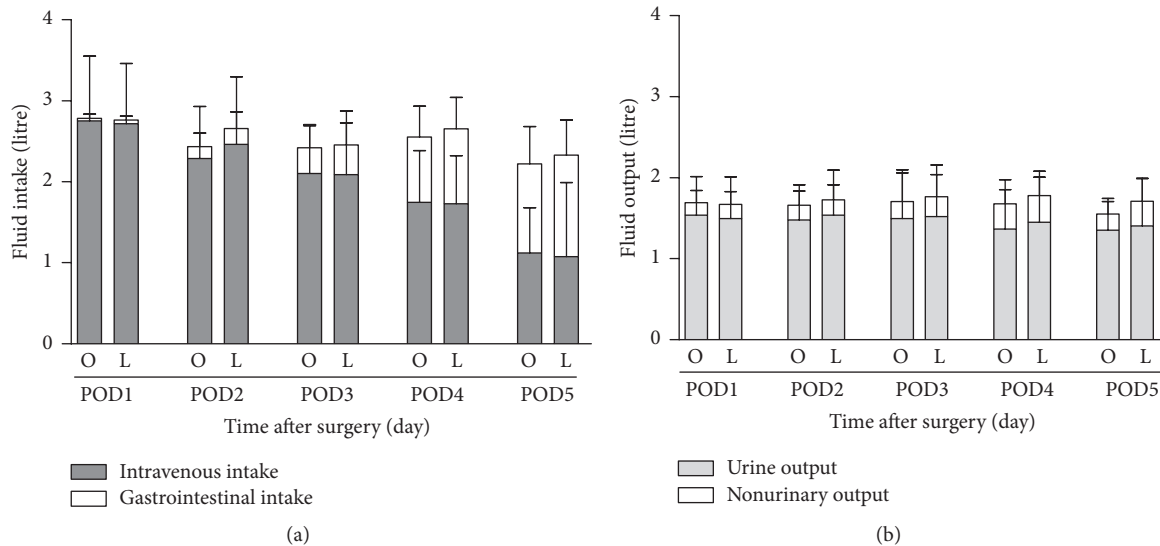 4
3
2
1
0
Fluid intake (litre)
O L O L O L O L O L
POD1 POD2 POD3 POD4 POD5
Time after surgery (day)
Intravenous intake
Gastrointestinal intake
(a)
4
3
2
1
0
Fluid output (litre)
O L O L O L O L O L
POD1 POD2 POD3 POD4 POD5
Time after surgery (day)
Urine output
Nonurinary output
(b)